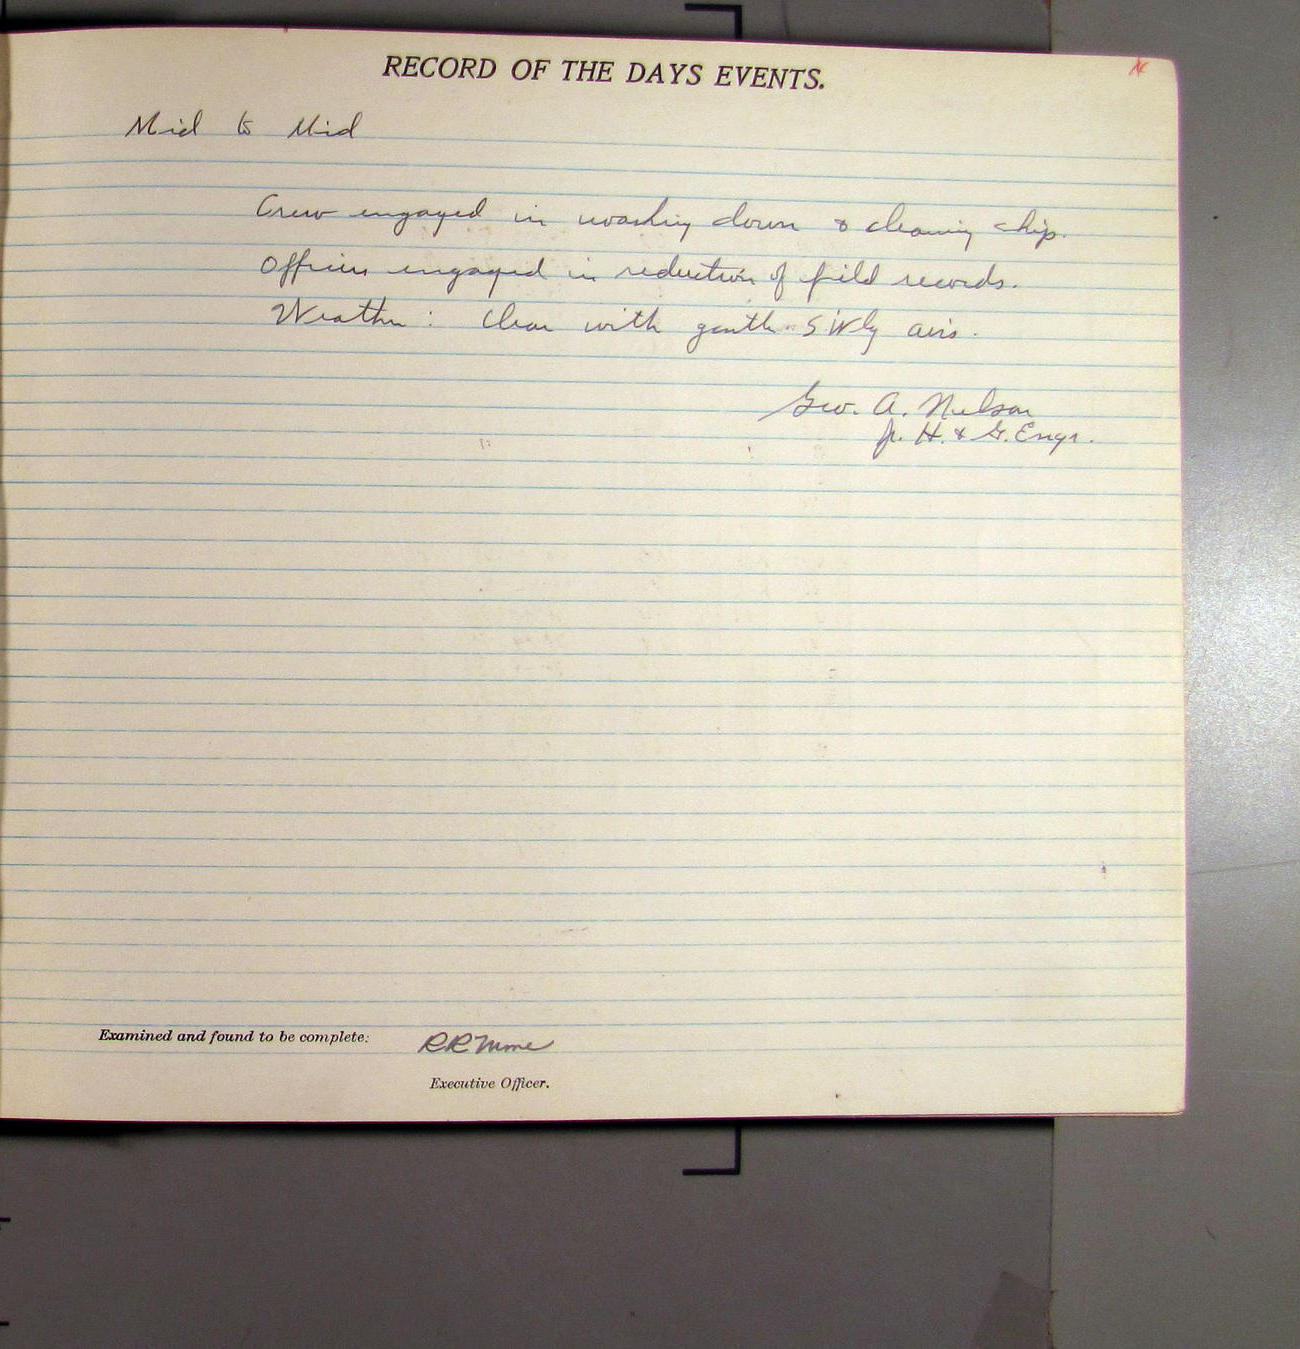 RECORD OF THE DAYS EVENTS.
Mid to Mid
Crew engaged in washing down & cleaning ship.
Officers engaged in reduction of field records.
Weather: Clear with gentle SWly airs.
Geo. A. Nelson
jr. H. & G. Engr.
Examined and found to be complete:
Executive Officer.